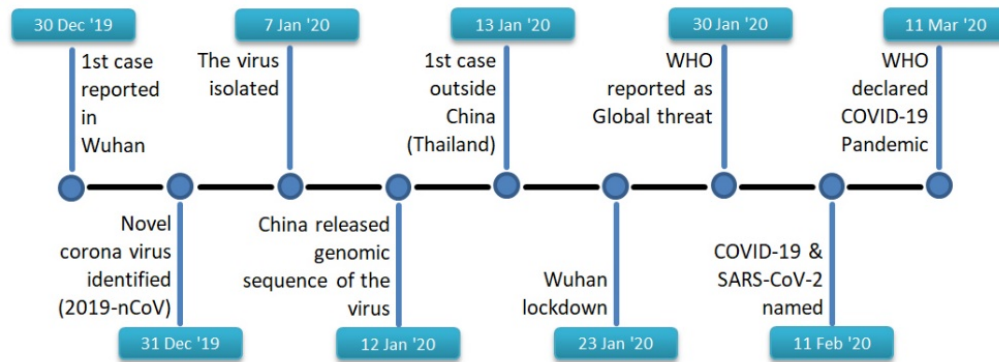 30 Dec '19
1st case
reported
in
Wuhan
Novel
corona virus
identified
(2019-nCoV)
31 Dec '19
7 Jan '20
The virus
isolated
China released
genomic
sequence of the
virus
12 Jan '20
13 Jan '20
1st case
outside
China
(Thailand)
Wuhan
lockdown
23 Jan '20
30 Jan '20
WHO
reported as
Global threat
COVID-19 &
SARS-CoV-2
named
11 Feb '20
11 Mar '20
WHO
declared
COVID-19
Pandemic